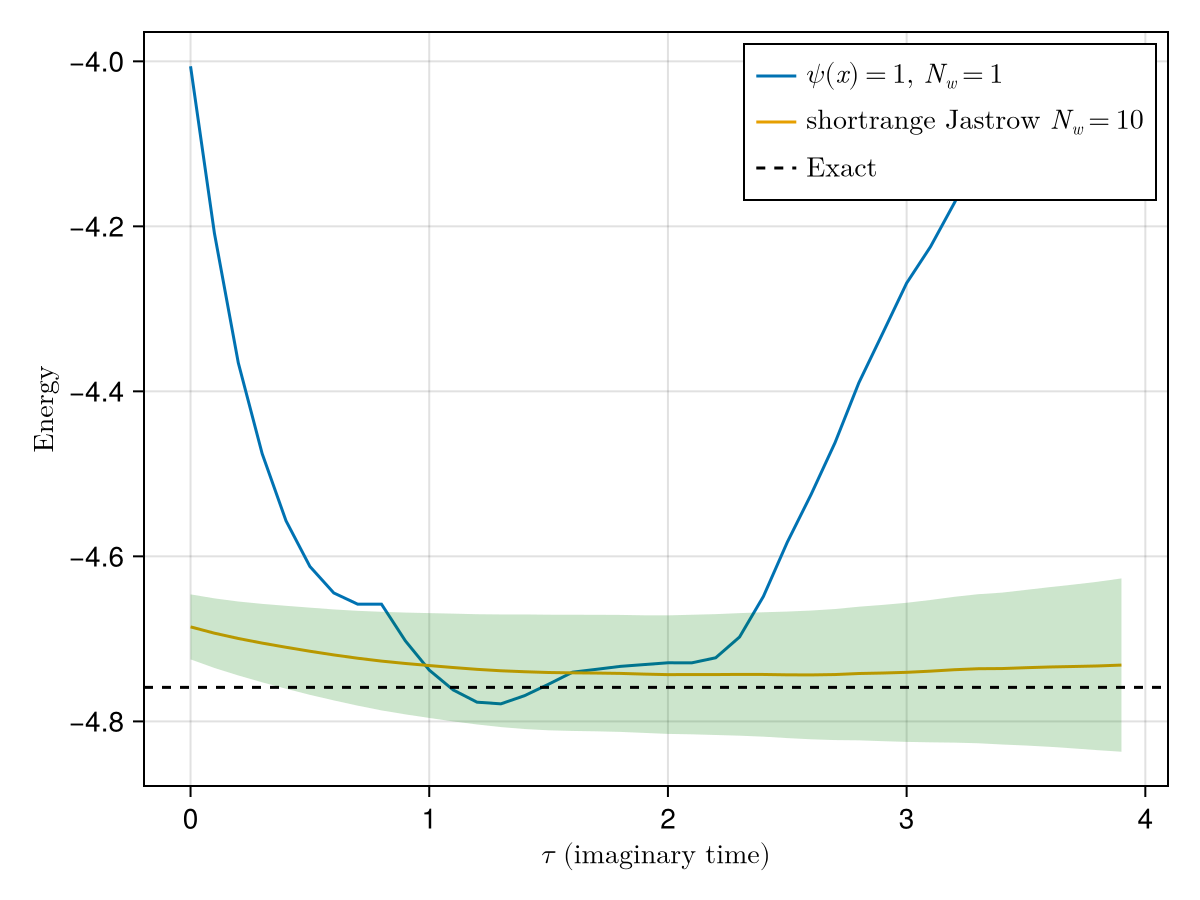 −4.0
−4.2
−4.4
−4.6
−4.8
Energy
ψ(x) = 1, N_w = 1
shortrange Jastrow N_w = 10
Exact
0 1 2 3 4
τ (imaginary time)